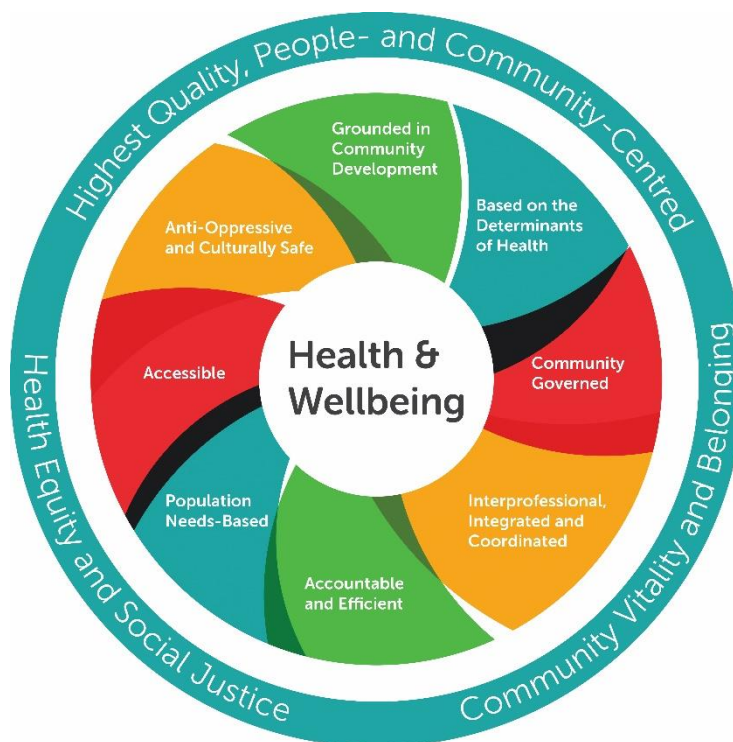 Highest Quality, People- and Community-Centred
Grounded in
Community
Development
Based on the
Determinants
of Health
Anti-Oppressive
and Culturally Safe
Health &
Wellbeing
Accessible
Community
Governed
Population
Needs-Based
Interprofessional,
Integrated and
Coordinated
Accountable
and Efficient
Health Equity and Social Justice
Community Vitality and Belonging